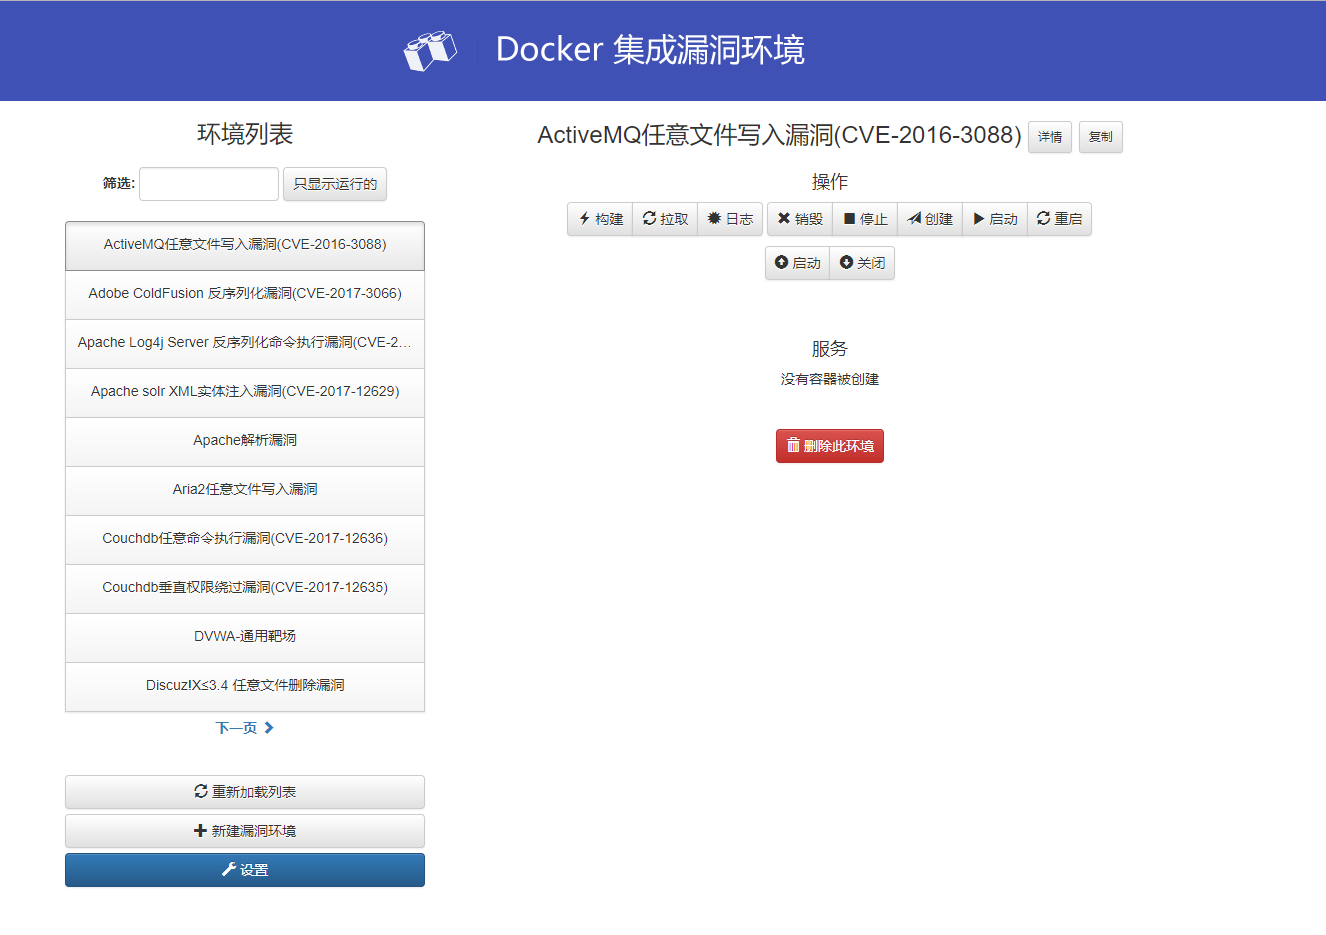 Docker 集成漏洞环境
环境列表
筛选:
只显示运行的
ActiveMQ任意文件写入漏洞(CVE-2016-3088)
Adobe ColdFusion 反序列化漏洞(CVE-2017-3066)
Apache Log4j Server 反序列化命令执行漏洞(CVE-2...
Apache solr XML实体注入漏洞(CVE-2017-12629)
Apache解析漏洞
Aria2任意文件写入漏洞
Couchdb任意命令执行漏洞(CVE-2017-12636)
Couchdb垂直权限绕过漏洞(CVE-2017-12635)
DVWA-通用靶场
Discuz!X≤3.4 任意文件删除漏洞
下一页
重新加载列表
新建漏洞环境
设置
ActiveMQ任意文件写入漏洞(CVE-2016-3088) 详情 复制
操作
构建 拉取 日志 销毁 停止 创建 启动 重启
启动 关闭
服务
没有容器被创建
删除此环境